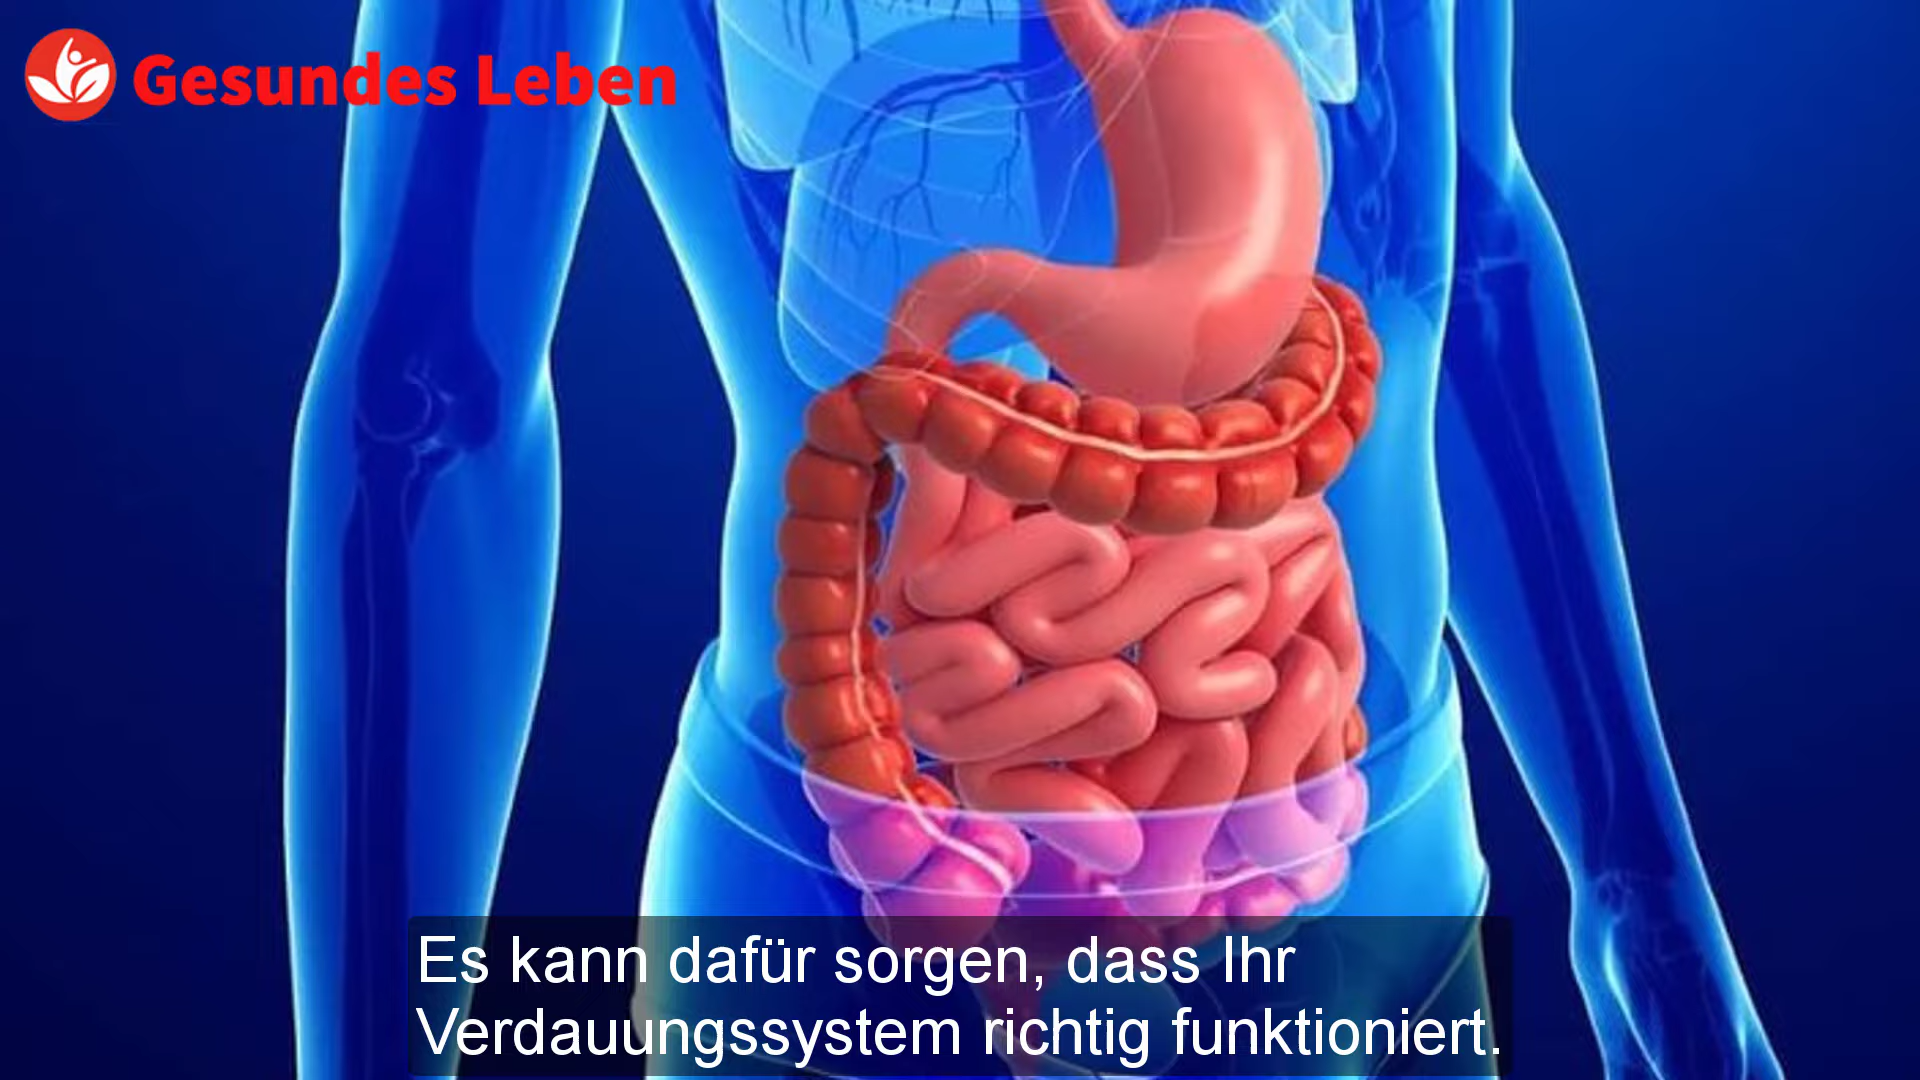 Gesundes Leben
Es kann dafür sorgen, dass Ihr
Verdauungssystem richtig funktioniert.